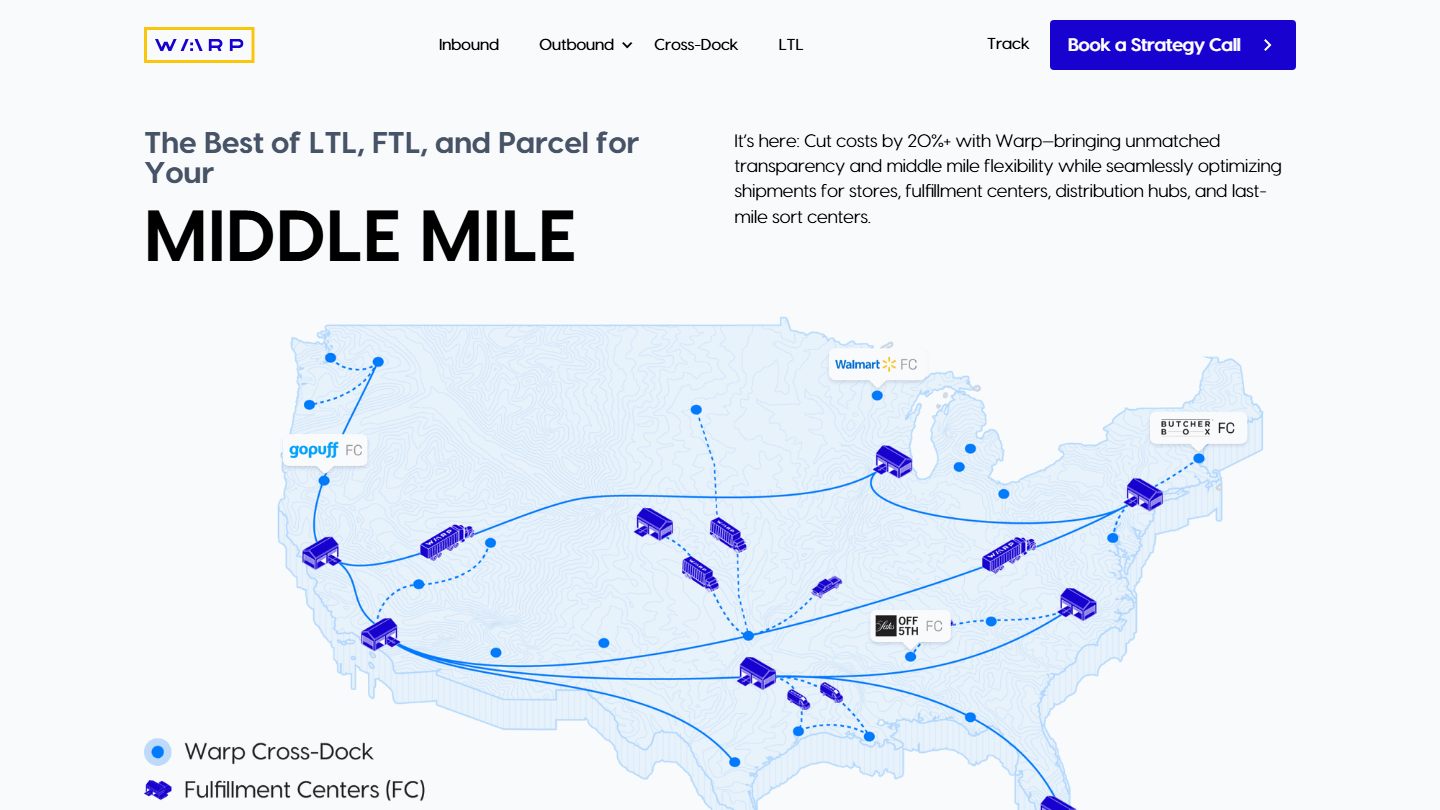 WARP
Inbound
Outbound
Cross-Dock
LTL
Track
Book a Strategy Call
The Best of LTL, FTL, and Parcel for
Your
MIDDLE MILE
It's here: Cut costs by 20%+ with Warp—bringing unmatched
transparency and middle mile flexibility while seamlessly optimizing
shipments for stores, fulfillment centers, distribution hubs, and last-
mile sort centers.
Walmart FC
BUTCHER
BOX FC
gopuff FC
WARP
WARP
Saks OFF
5TH FC
Warp Cross-Dock
Fulfillment Centers (FC)